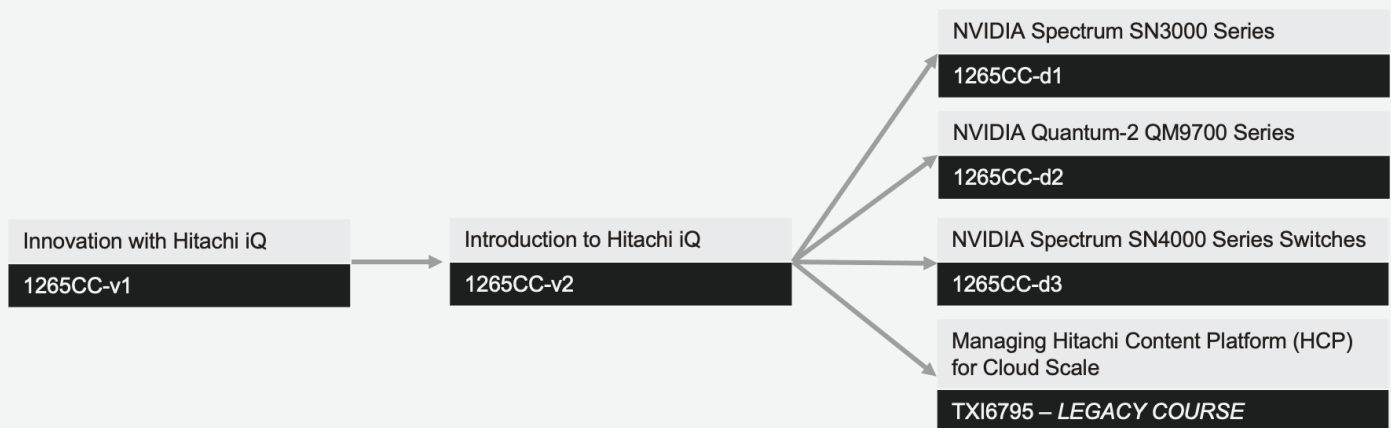 Innovation with Hitachi iQ
1265CC-v1
Introduction to Hitachi iQ
1265CC-v2
NVIDIA Spectrum SN3000 Series
1265CC-d1
NVIDIA Quantum-2 QM9700 Series
1265CC-d2
NVIDIA Spectrum SN4000 Series Switches
1265CC-d3
Managing Hitachi Content Platform (HCP)
for Cloud Scale
TXI6795 – LEGACY COURSE